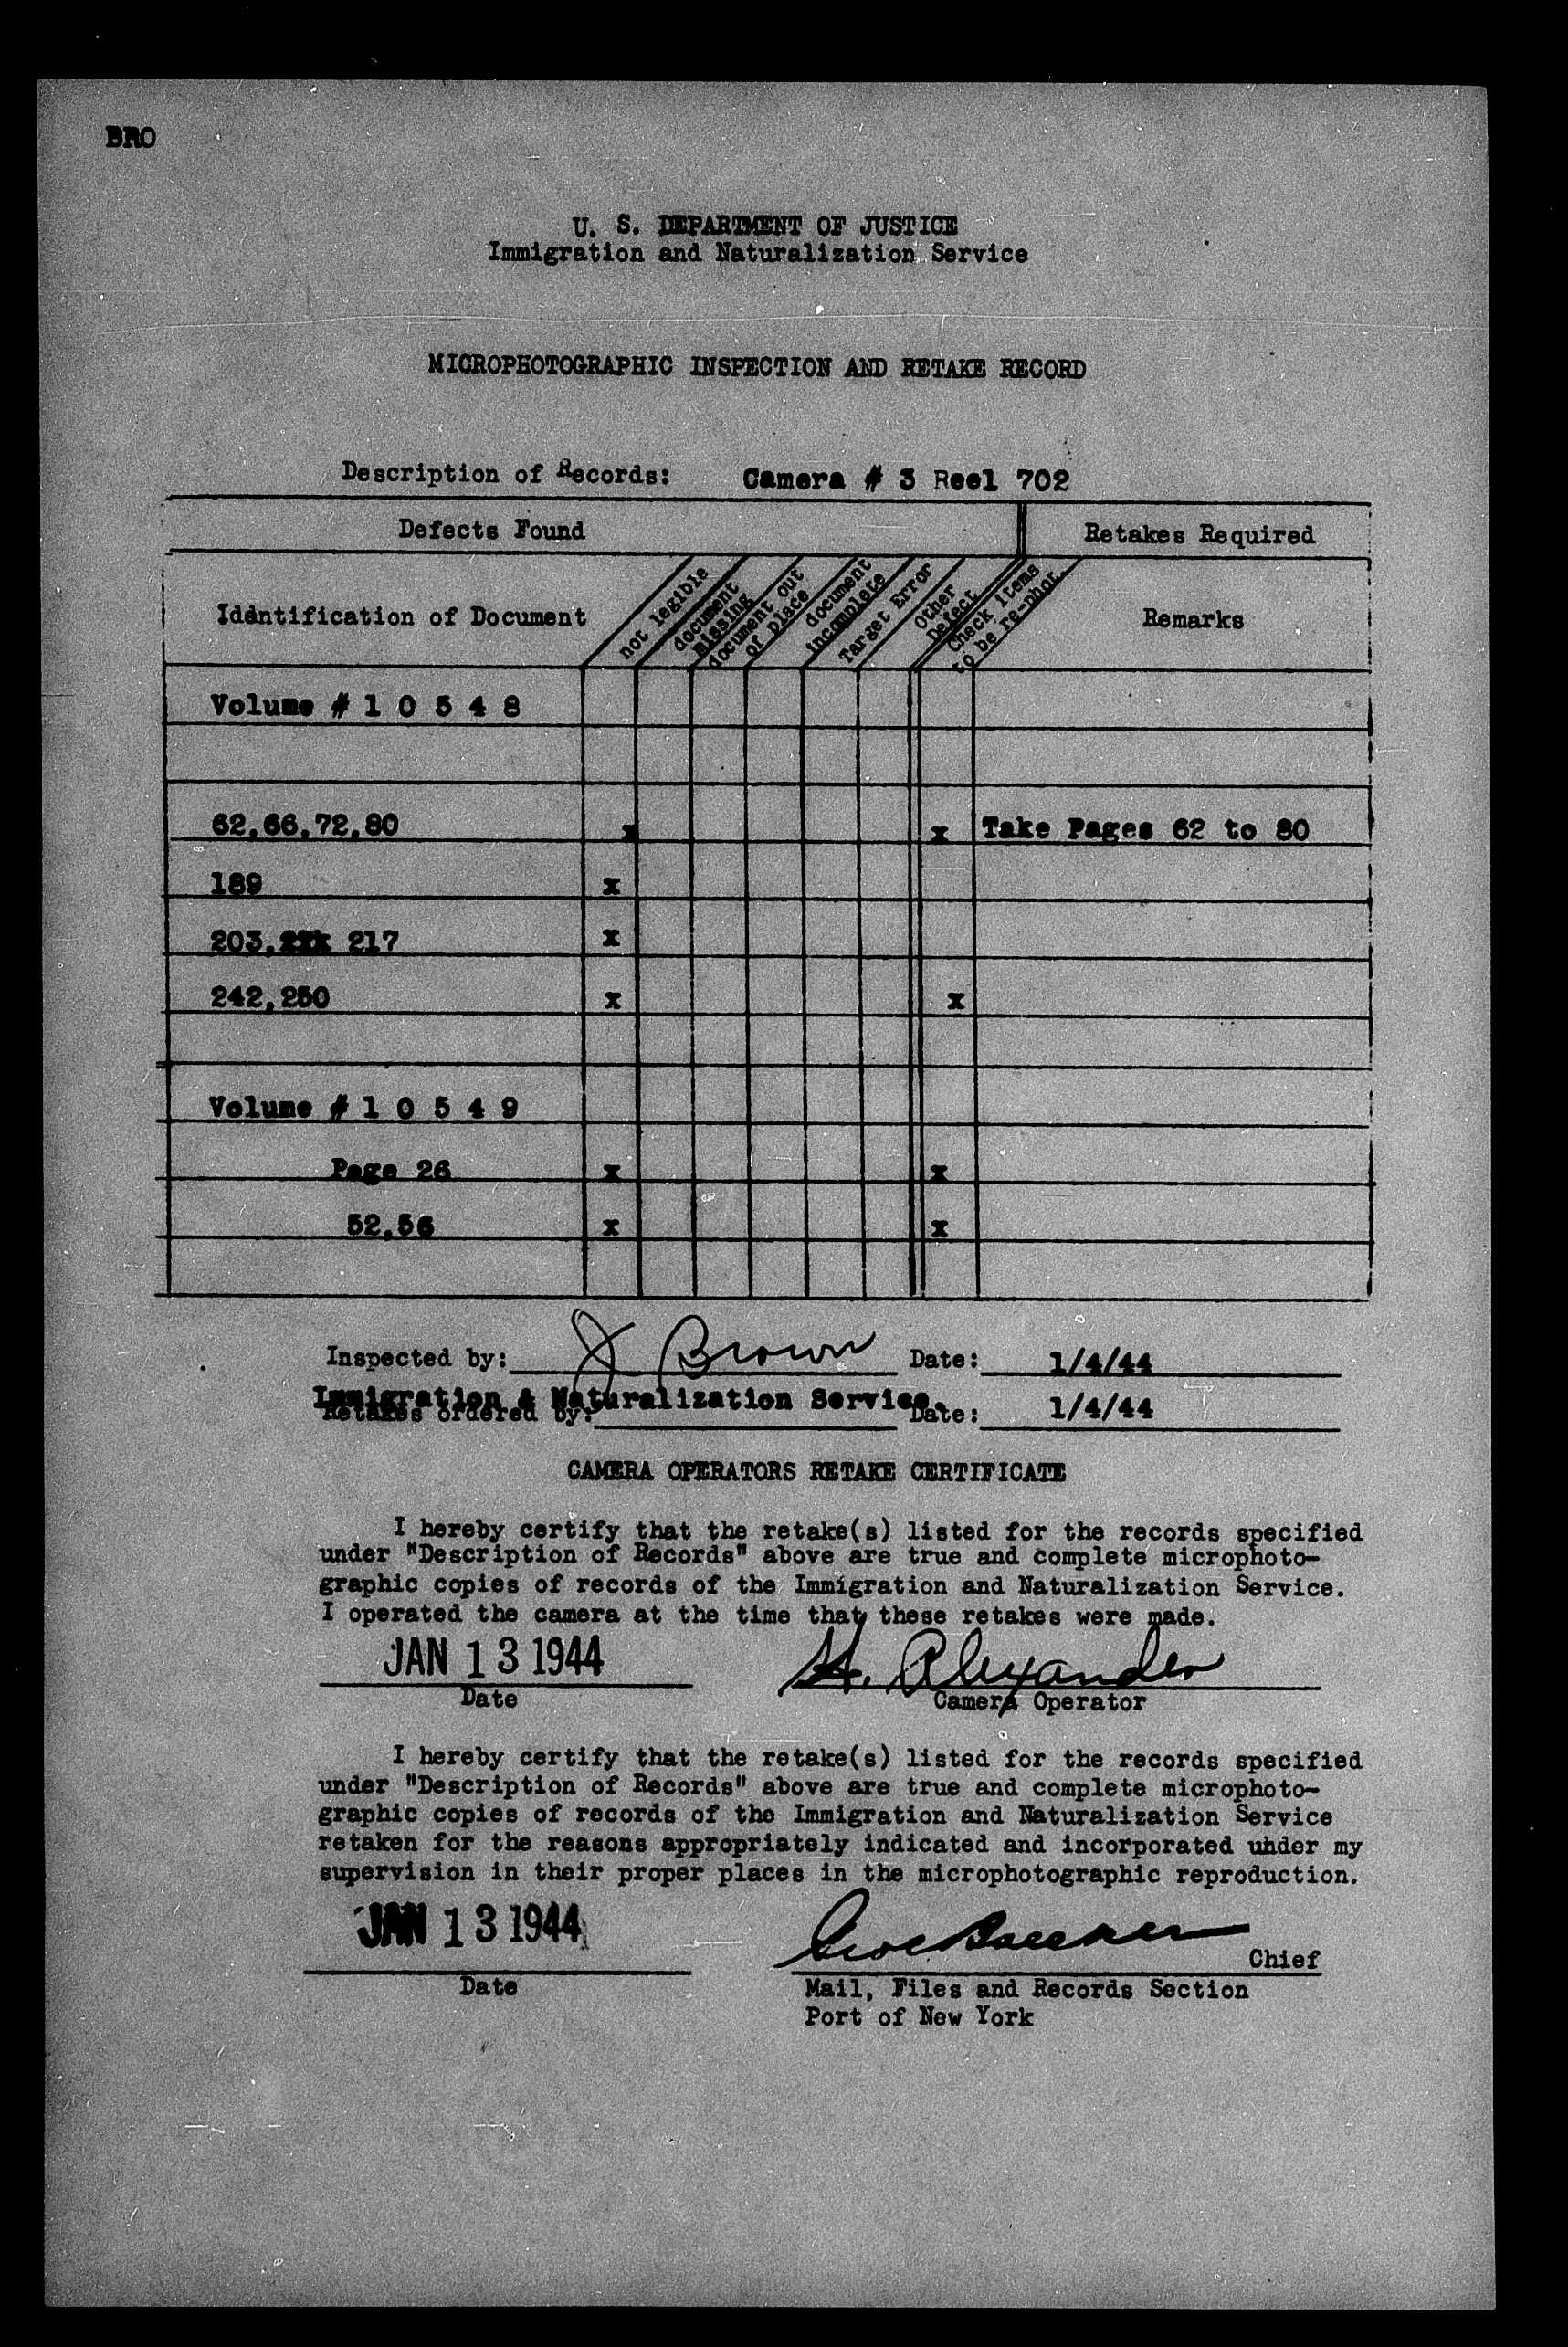 BRO
U. S. DEPARTMENT OF JUSTICE
Immigration and Naturalization Service
MICROPHOTOGRAPHIC INSPECTION AND RETAKE RECORD
Description of Records: Camera # 3 Reel 702
Defects Found Retakes Required
Identification of Document
not legible
document
missing
document out
of place
document
incomplete
Target Error
Other
Defect
Check items
to be re-phot.
Remarks
Volume # 1 0 5 4 8
62,66,72,80 x x Take Pages 62 to 80
189 x
203, 217 x
242,250 x x
Volume # 1 0 5 4 9
Page 26 x x
52,56 x x
Inspected by: J Brown Date: 1/4/44
Immigration & Naturalization Service.
Retakes ordered by: Date: 1/4/44
CAMERA OPERATORS RETAKE CERTIFICATE
I hereby certify that the retake(s) listed for the records specified
under "Description of Records" above are true and complete microphoto-
graphic copies of records of the Immigration and Naturalization Service.
I operated the camera at the time that these retakes were made.
JAN 13 1944 H. Alexander
Date Camera Operator
I hereby certify that the retake(s) listed for the records specified
under "Description of Records" above are true and complete microphoto-
graphic copies of records of the Immigration and Naturalization Service
retaken for the reasons appropriately indicated and incorporated under my
supervision in their proper places in the microphotographic reproduction.
JAN 13 1944
Chief
Date Mail, Files and Records Section
Port of New York